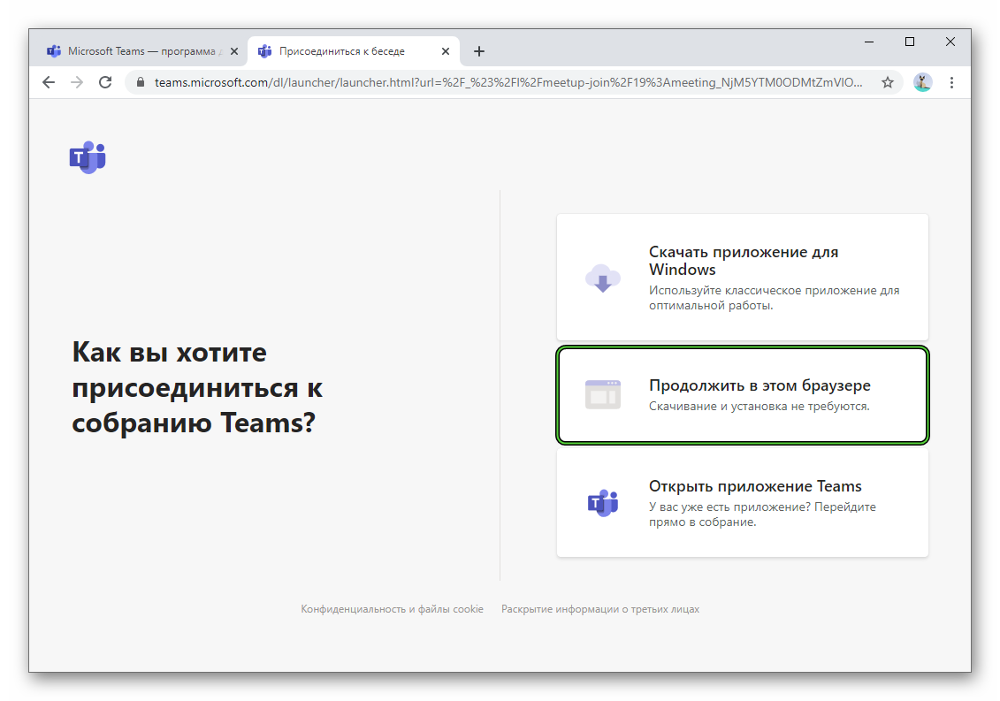 Microsoft Teams — программа
Присоединиться к беседе
teams.microsoft.com/dl/launcher/launcher.html?url=%2F_%23%2Fl%2Fmeetup-join%2F19%3Ameeting_NjM5YTM0ODMtZmVlO...
Скачать приложение для
Windows
Используйте классическое приложение для
оптимальной работы.
Как вы хотите
присоединиться к
собранию Teams?
Продолжить в этом браузере
Скачивание и установка не требуются.
Открыть приложение Teams
У вас уже есть приложение? Перейдите
прямо в собрание.
Конфиденциальность и файлы cookie
Раскрытие информации о третьих лицах